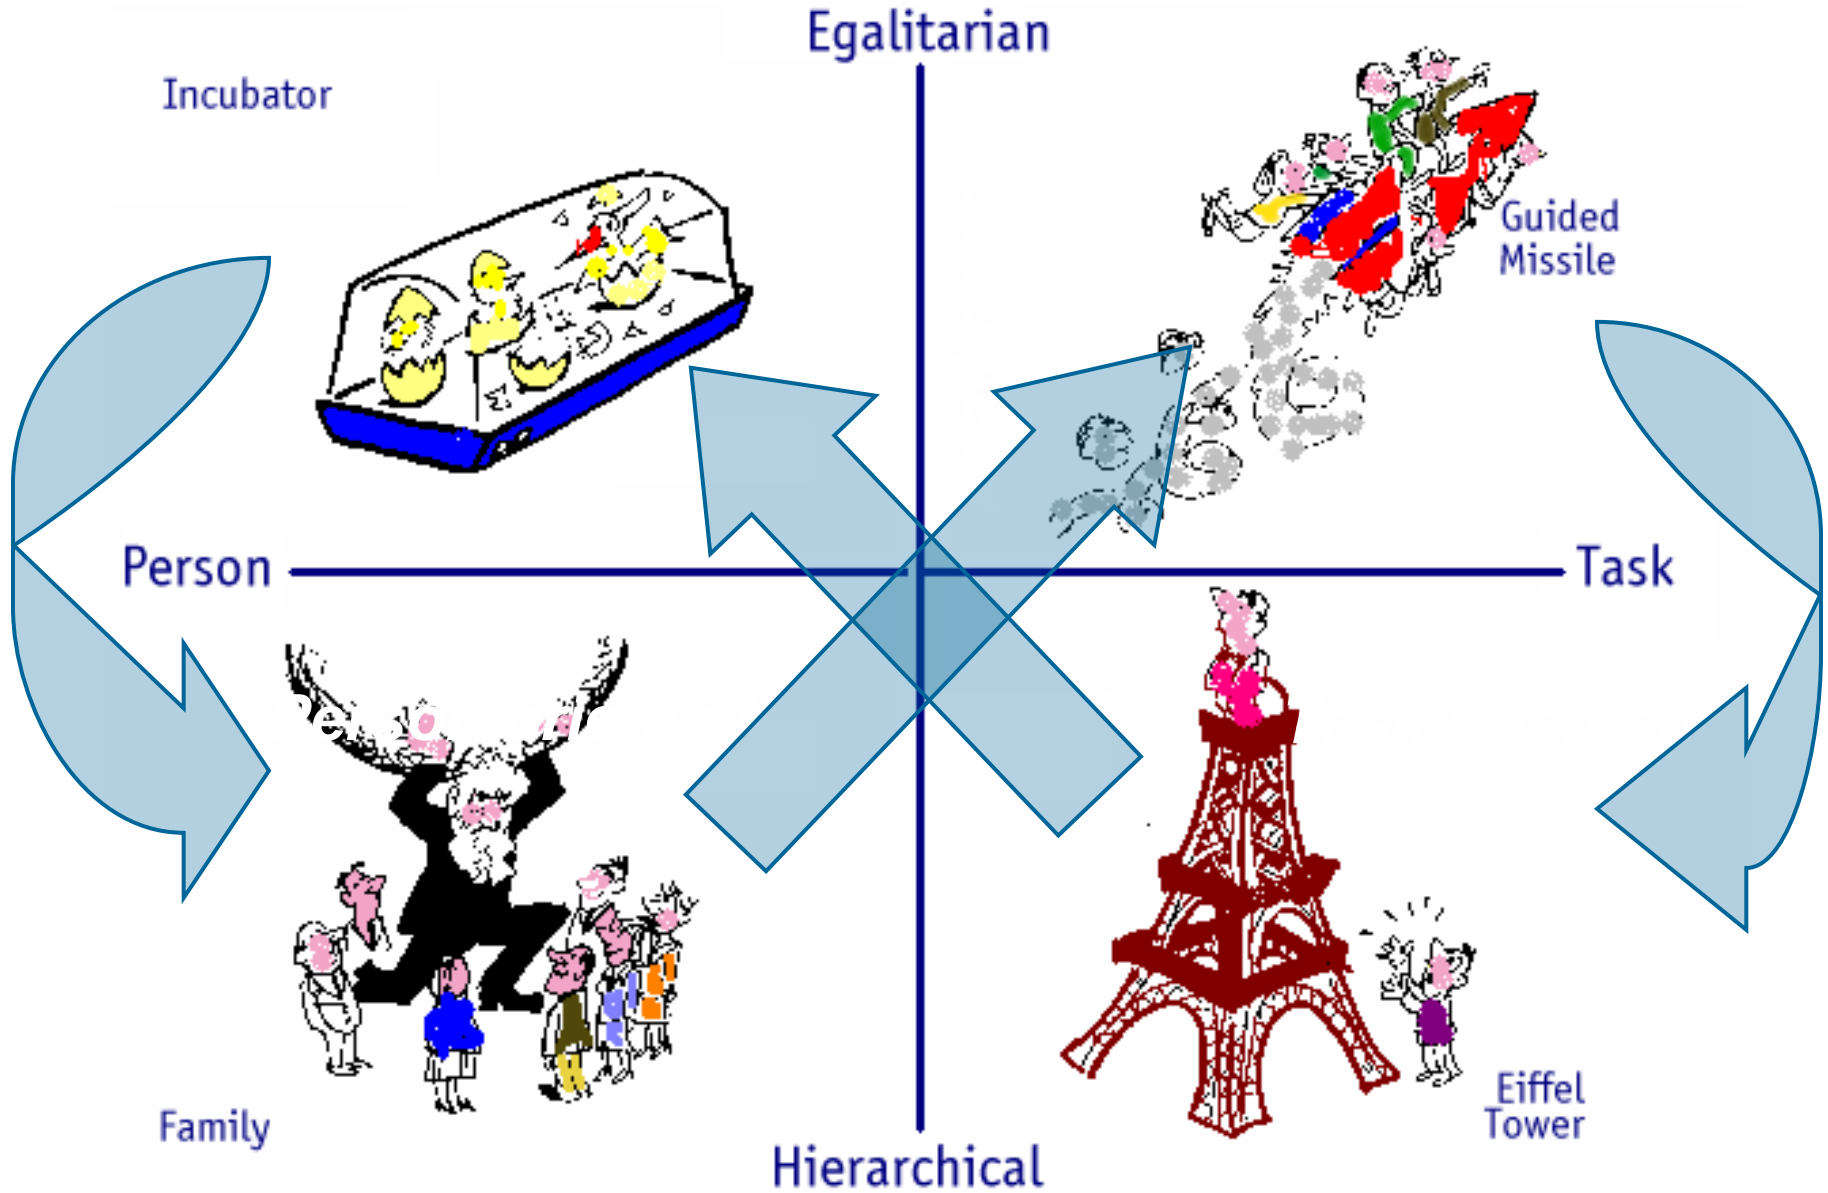 Egalitarian
Incubator
Guided
Missile
Person
Task
Family
Eiffel
Tower
Hierarchical